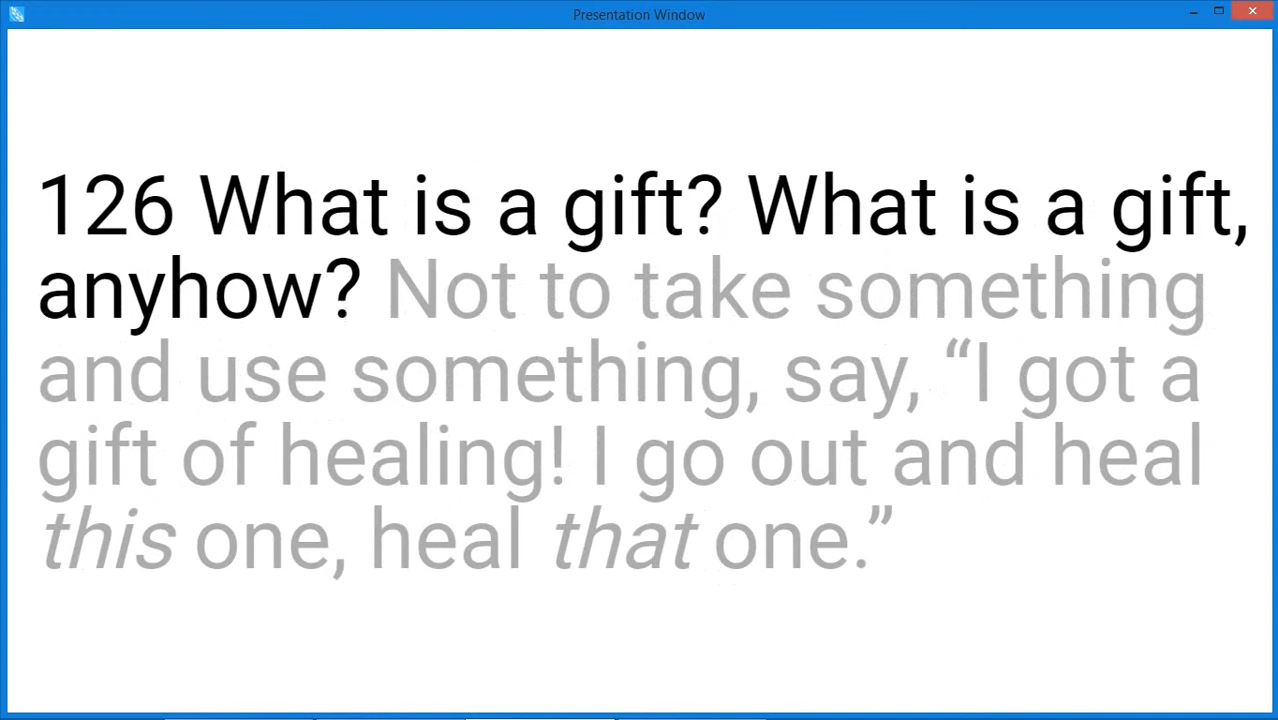 Presentation Window
126 What is a gift? What is a gift,
anyhow? Not to take something
and use something, say, “I got a
gift of healing! I go out and heal
this one, heal that one.”